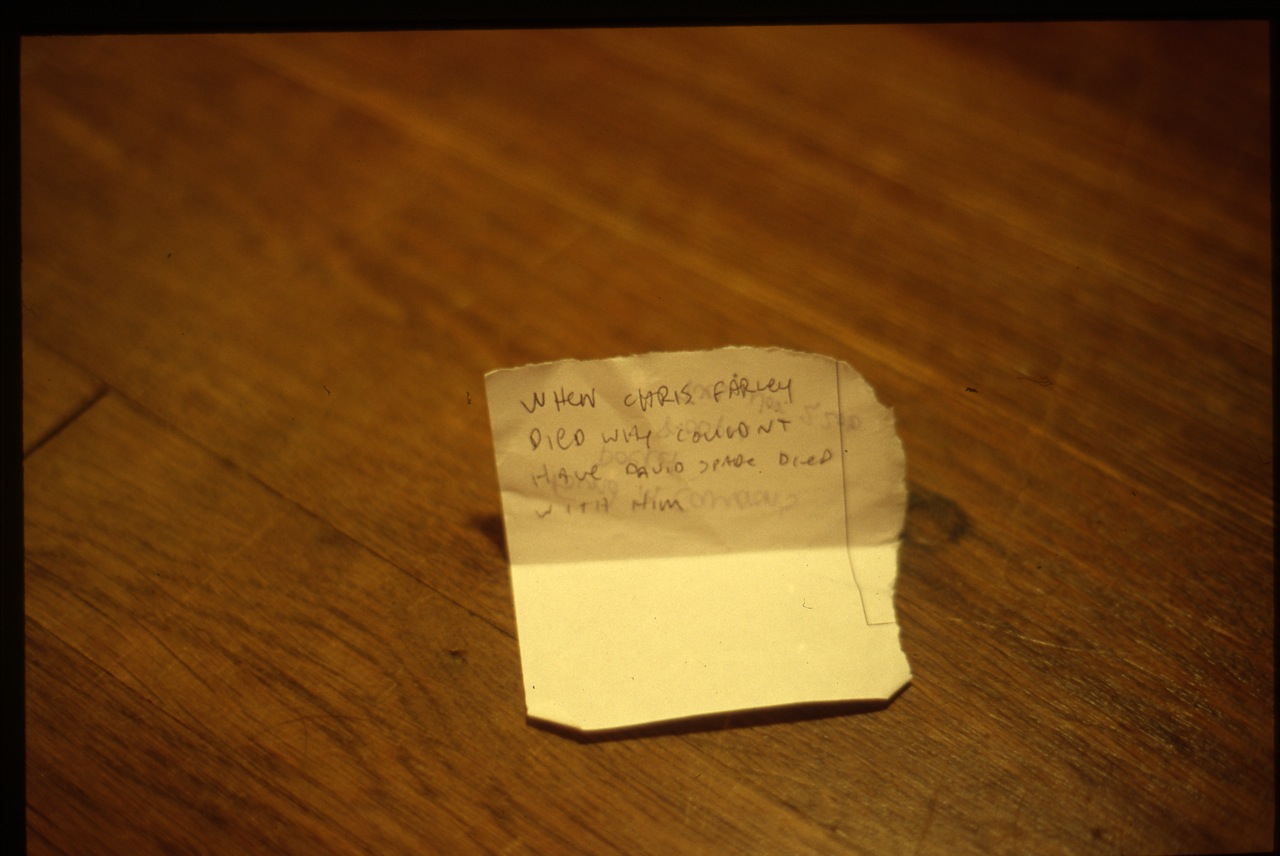 WHEN CHRIS FARLEY
DIED WHY COULDNT
HAVE DAVID SPADE DIED
WITH HIM